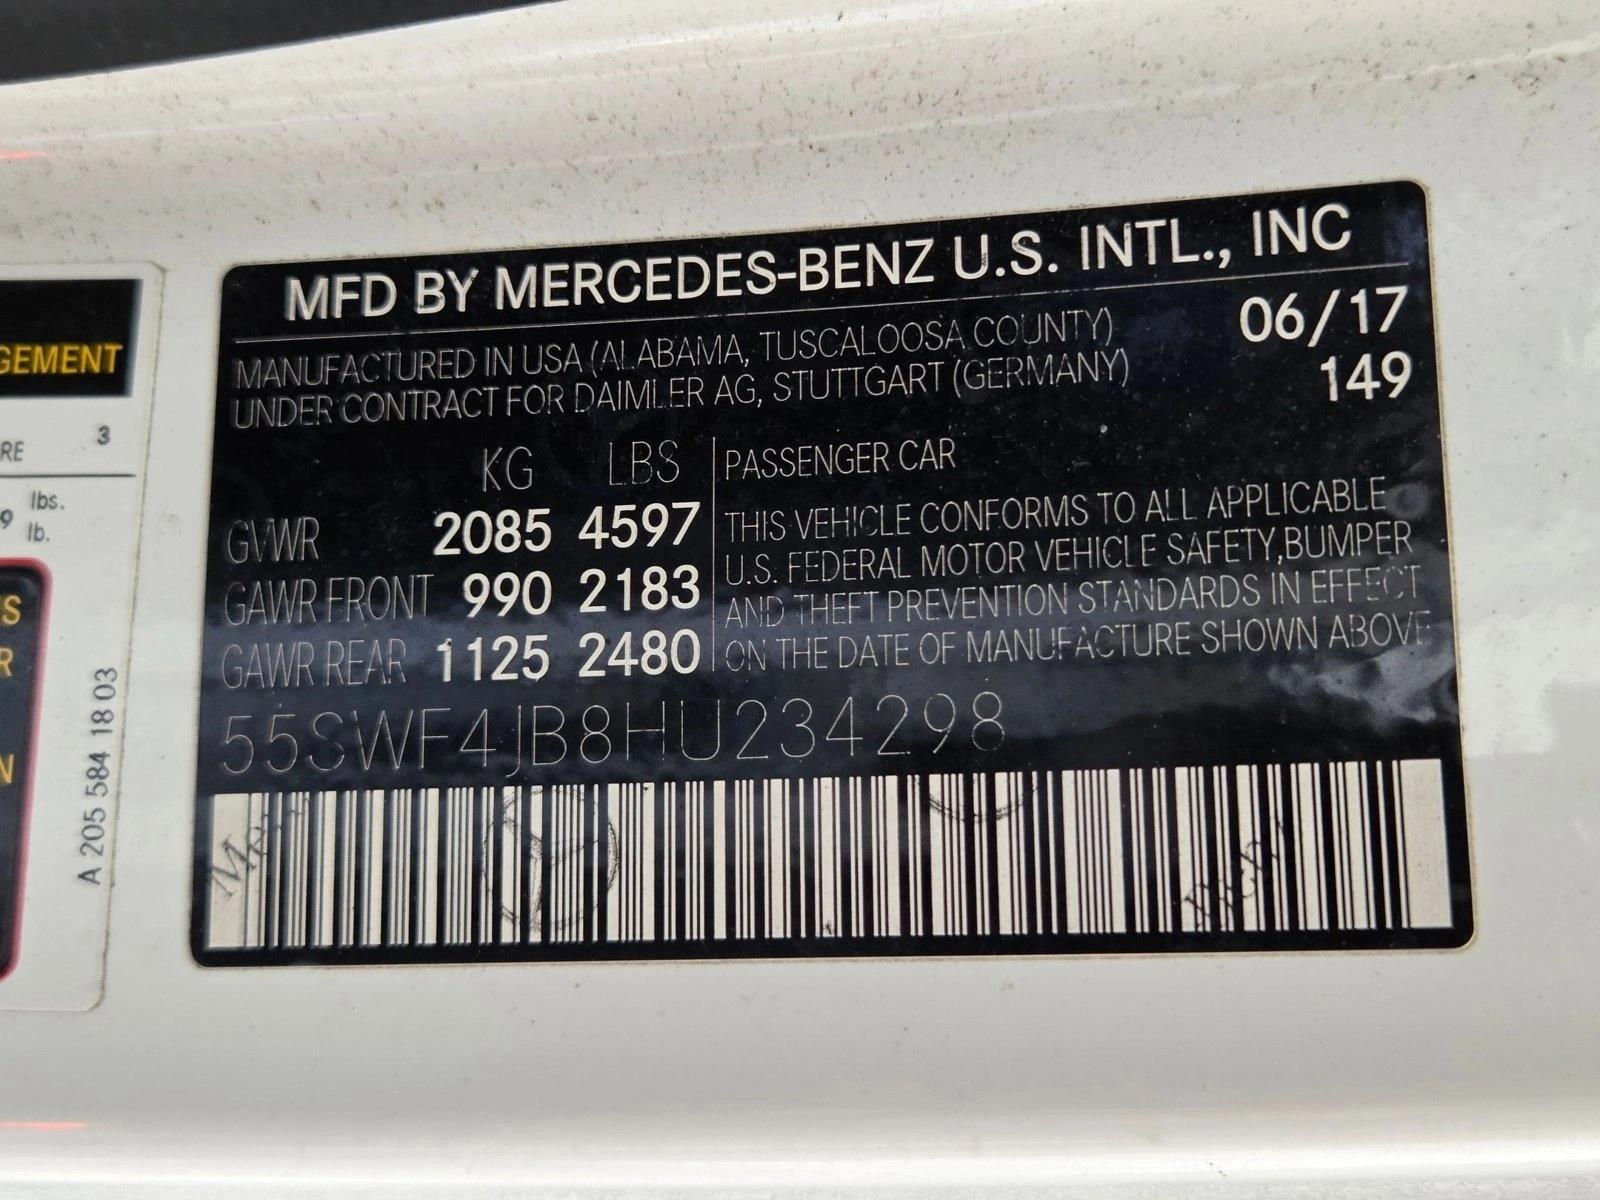 MFD BY MERCEDES-BENZ U.S. INTL., INC
MANUFACTURED IN USA (ALABAMA, TUSCALOOSA COUNTY) 06/17
UNDER CONTRACT FOR DAIMLER AG, STUTTGART (GERMANY) 149
KG LBS
GVWR 2085 4597
GAWR FRONT 990 2183
GAWR REAR 1125 2480
PASSENGER CAR
THIS VEHICLE CONFORMS TO ALL APPLICABLE
U.S. FEDERAL MOTOR VEHICLE SAFETY,BUMPER
AND THEFT PREVENTION STANDARDS IN EFFECT
ON THE DATE OF MANUFACTURE SHOWN ABOVE
55SWF4JB8HU234298
GEMENT
RE 3
9 lbs.
lb.
S
R
N
A 205 584 18 03